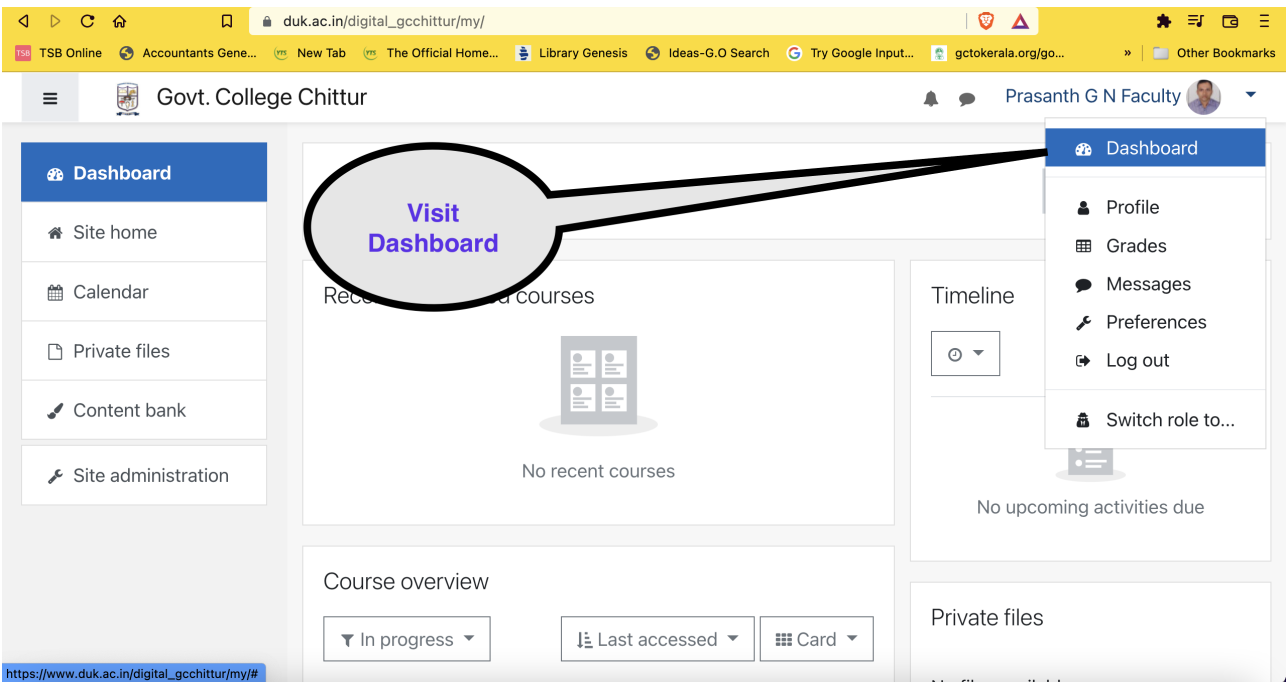 duk.ac.in/digital_gcchittur/my/
TSB TSB Online Accountants Gene... New Tab The Official Home... Library Genesis Ideas-G.O Search Try Google Input... gctokerala.org/go... » Other Bookmarks
Govt. College Chittur
Prasanth G N Faculty
Dashboard
Site home
Calendar
Private files
Content bank
Site administration
Visit
Dashboard
Dashboard
Profile
Grades
Messages
Preferences
Log out
Switch role to...
courses
No recent courses
Timeline
No upcoming activities due
Course overview
In progress
Last accessed
Card
Private files
https://www.duk.ac.in/digital_gcchittur/my/#